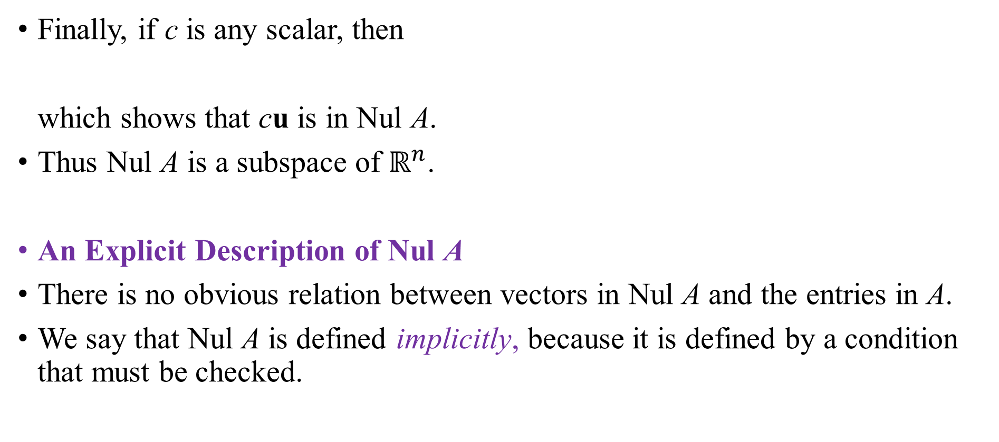 • Finally, if c is any scalar, then
which shows that cu is in Nul A.
• Thus Nul A is a subspace of ℝⁿ.
• An Explicit Description of Nul A
• There is no obvious relation between vectors in Nul A and the entries in A.
• We say that Nul A is defined implicitly, because it is defined by a condition
that must be checked.